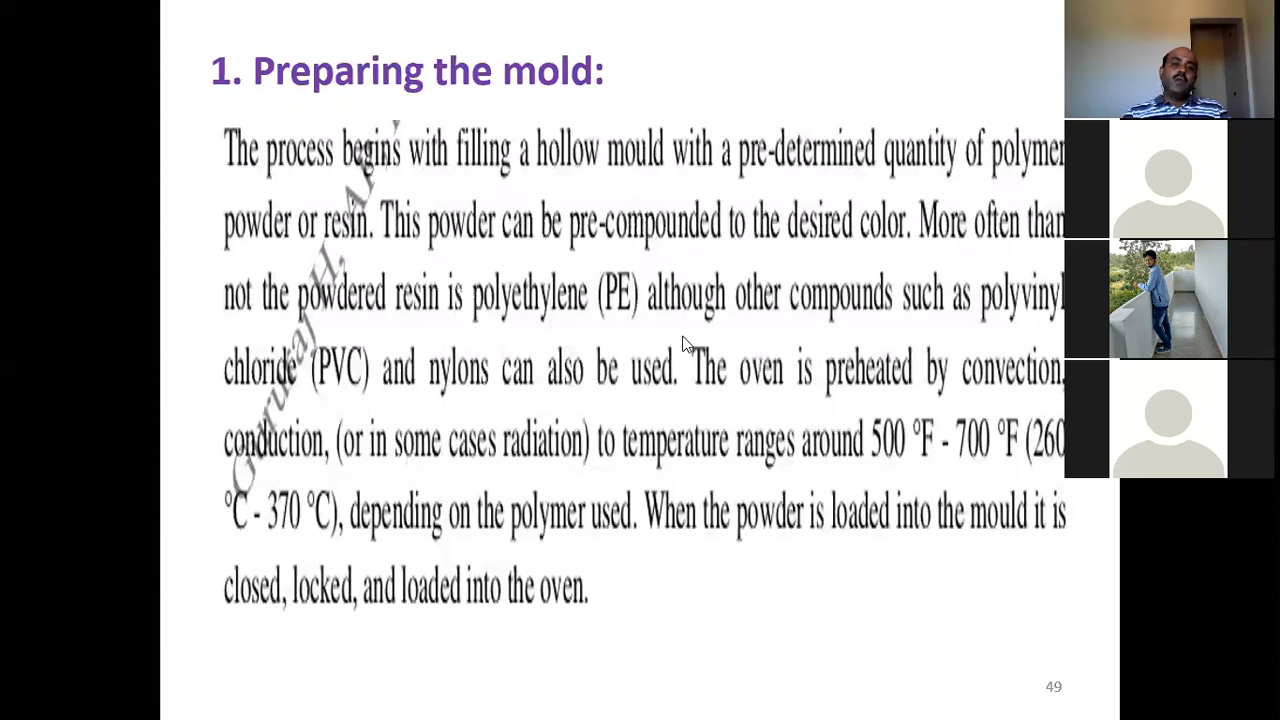 1. Preparing the mold:
The process begins with filling a hollow mould with a pre-determined quantity of polymer
powder or resin. This powder can be pre-compounded to the desired color. More often than
not the powdered resin is polyethylene (PE) although other compounds such as polyvinyl
chloride (PVC) and nylons can also be used. The oven is preheated by convection,
conduction, (or in some cases radiation) to temperature ranges around 500 °F - 700 °F (260
°C - 370 °C), depending on the polymer used. When the powder is loaded into the mould it is
closed, locked, and loaded into the oven.
49